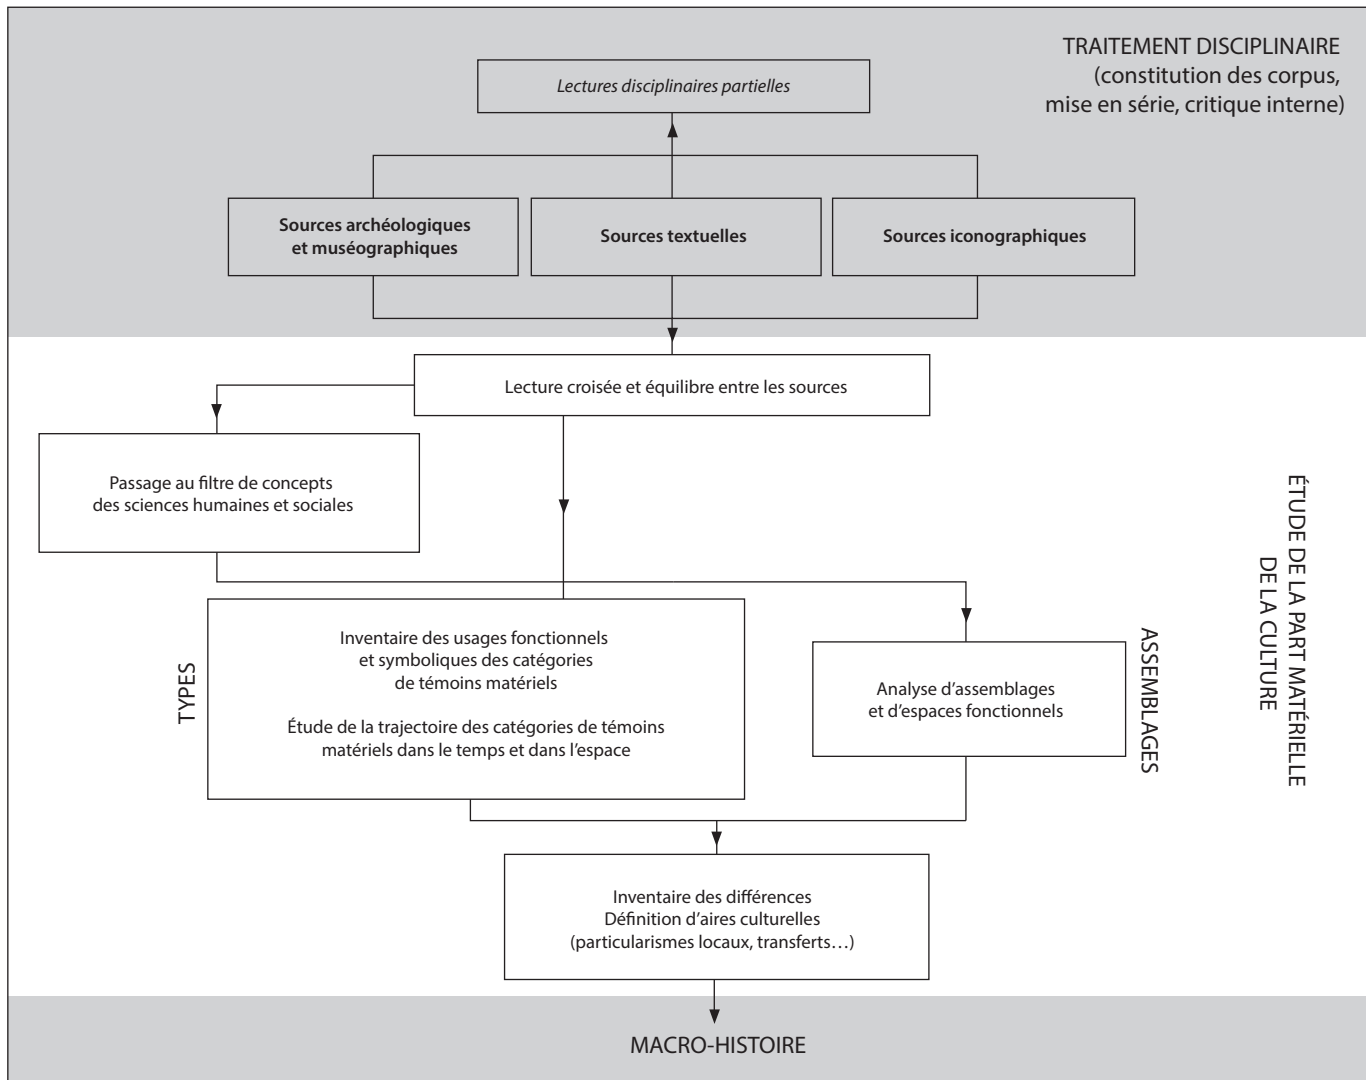 TRAITEMENT DISCIPLINAIRE
(constitution des corpus,
mise en série, critique interne)
Lectures disciplinaires partielles
Sources archéologiques
et muséographiques
Sources textuelles
Sources iconographiques
Lecture croisée et équilibre entre les sources
Passage au filtre de concepts
des sciences humaines et sociales
ÉTUDE DE LA PART MATÉRIELLE
DE LA CULTURE
TYPES
Inventaire des usages fonctionnels
et symboliques des catégories
de témoins matériels
Étude de la trajectoire des catégories de témoins
matériels dans le temps et dans l’espace
Analyse d’assemblages
et d’espaces fonctionnels
ASSEMBLAGES
Inventaire des différences
Définition d’aires culturelles
(particularismes locaux, transferts…)
MACRO-HISTOIRE